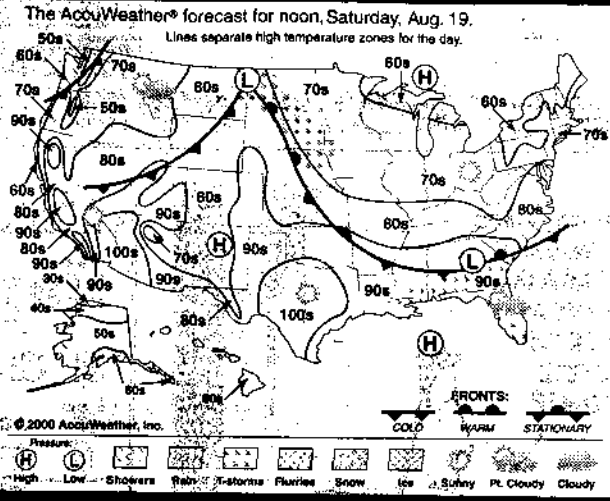 The AccuWeather® forecast for noon, Saturday, Aug. 19.
Lines separate high temperature zones for the day.
50s
60s
70s
60s
70s
60s
H
L
70s
50s
60s
90s
70s
80s
70s
60s
80s
60s
90s
80s
60s
90s
80s
100s
70s
H
90s
90s
90s
90s
L
90s
90s
80s
100s
30s
40s
50s
60s
80s
H
FRONTS:
COLD WARM STATIONARY
© 2000 AccuWeather, Inc.
Pressure:
H L
High Low Showers Rain T-storms Flurries Snow Ice Sunny Pt. Cloudy Cloudy